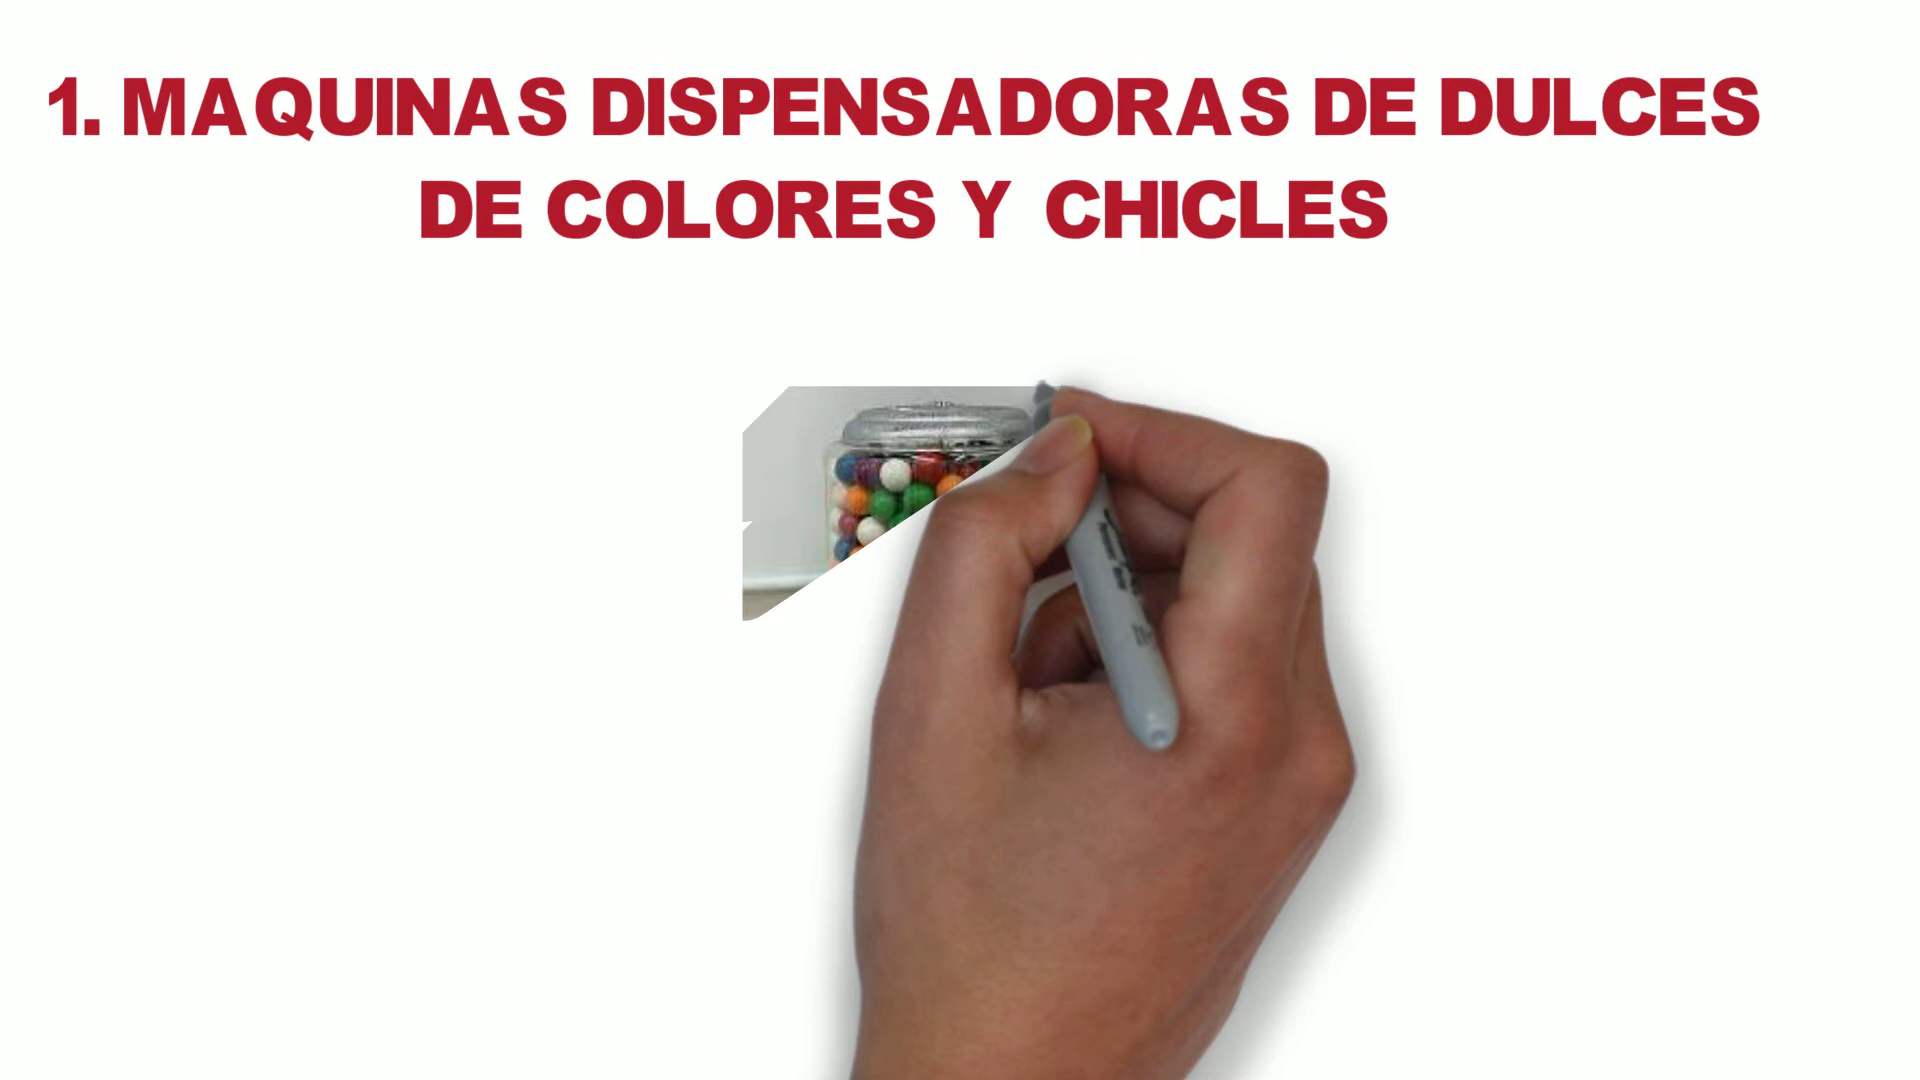 1. MAQUINAS DISPENSADORAS DE DULCES
DE COLORES Y CHICLES